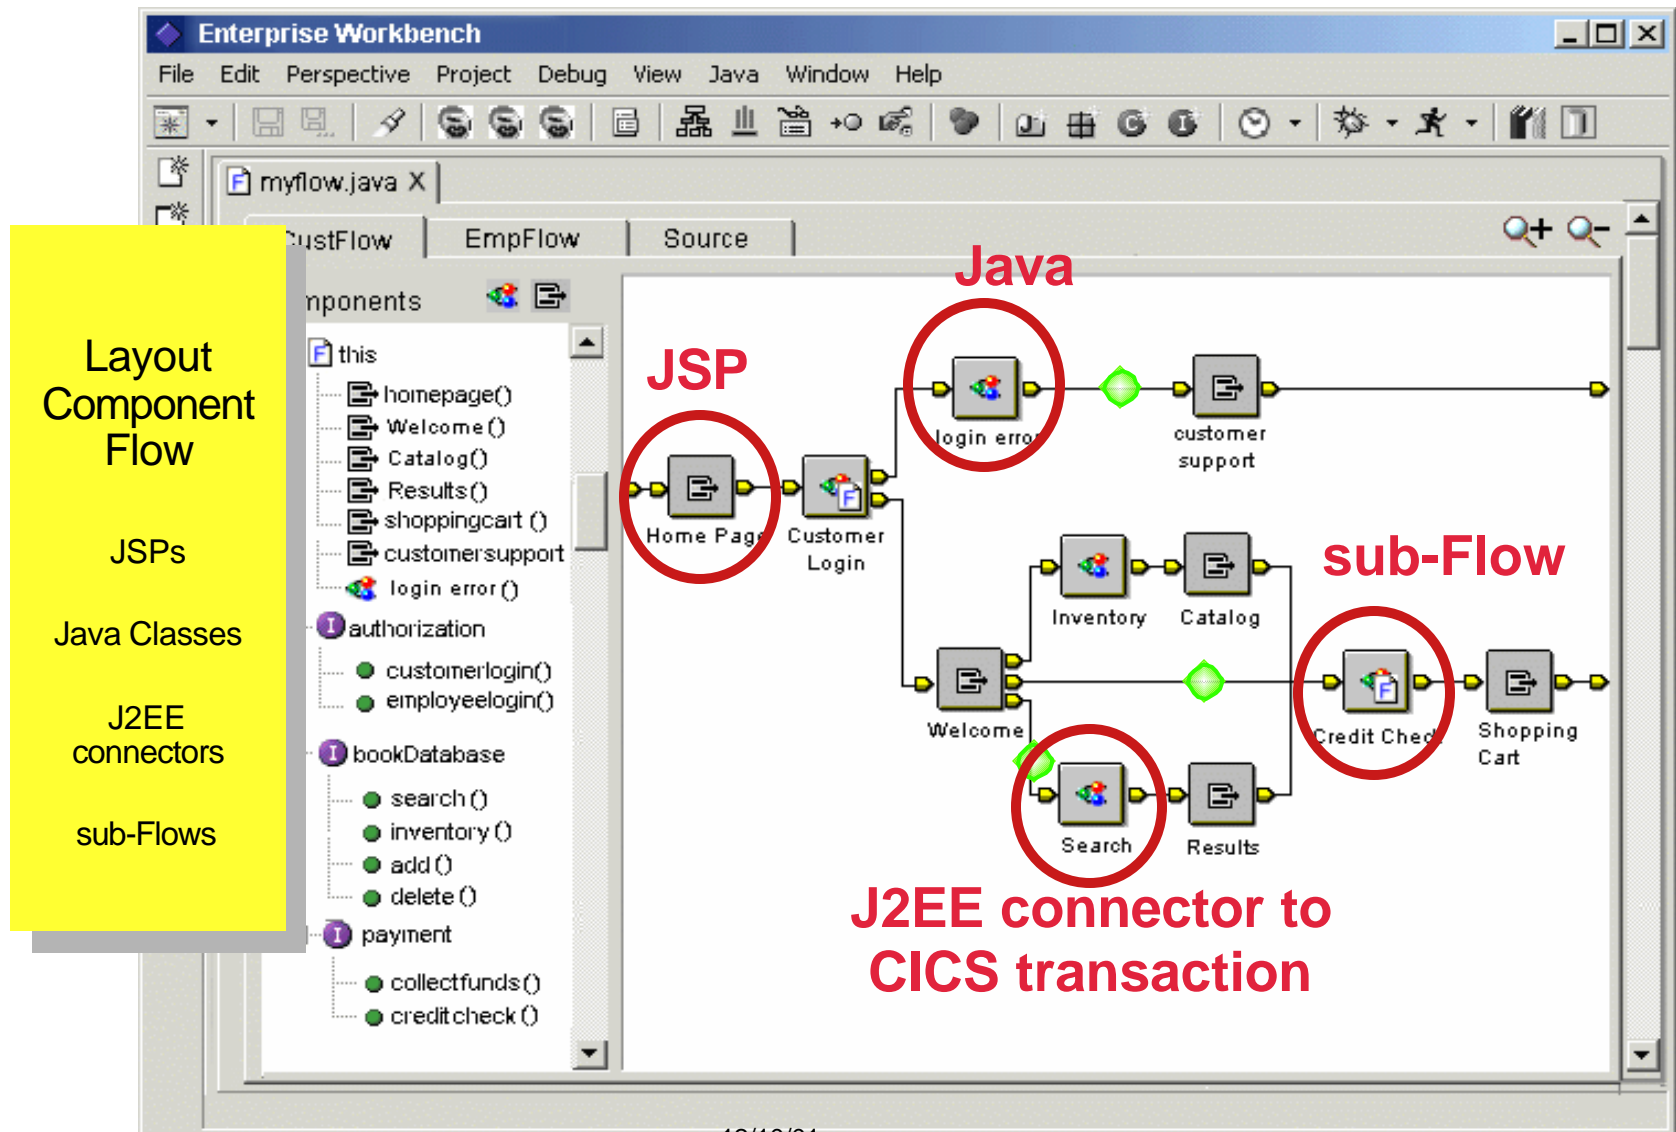 Enterprise Workbench
File Edit Perspective Project Debug View Java Window Help
myflow.java X
CustFlow EmpFlow Source
Layout
Component
Flow
JSPs
Java Classes
J2EE
connectors
sub-Flows
mponents
this
homepage()
Welcome()
Catalog()
Results()
shoppingcart ()
customersupport
login error()
authorization
customerlogin()
employeelogin()
bookDatabase
search()
inventory()
add()
delete()
payment
collectfunds()
creditcheck()
Java
JSP
login error
customer
support
Home Page
Customer
Login
sub-Flow
Inventory
Catalog
Welcome
Credit Check
Shopping
Cart
Search
Results
J2EE connector to
CICS transaction